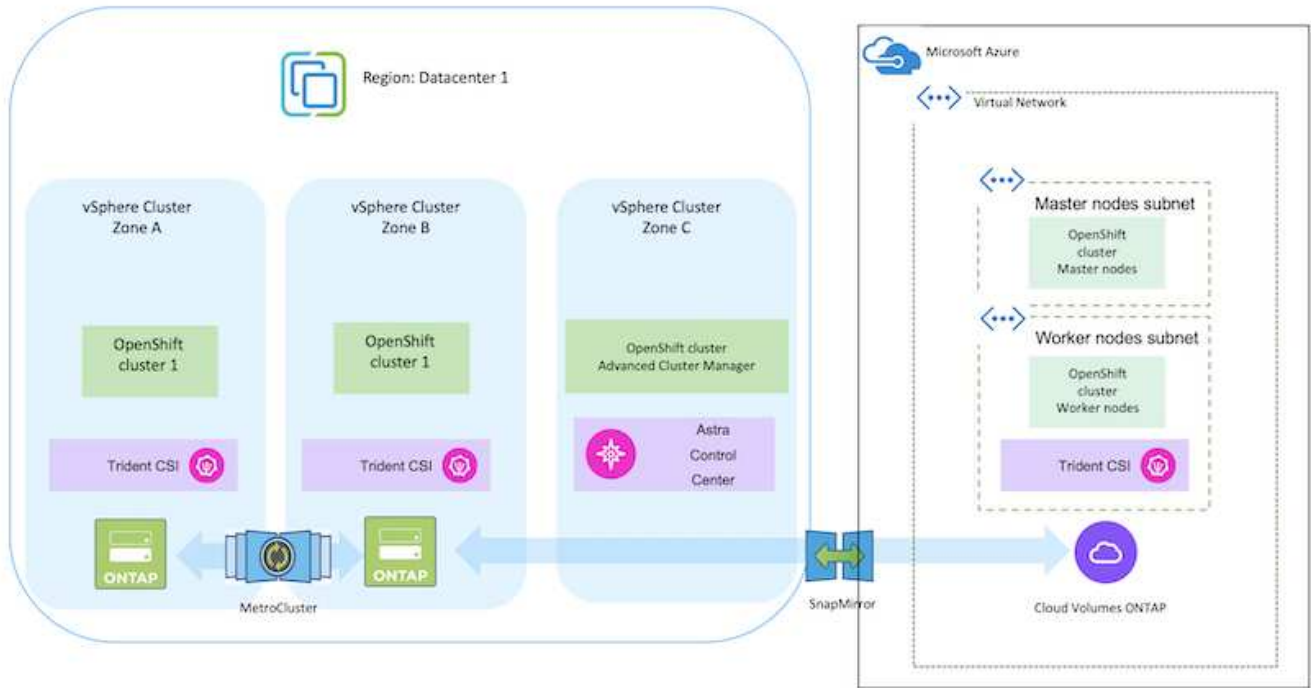 Region: Datacenter 1
vSphere Cluster
Zone A
OpenShift
cluster 1
Trident CSI
ONTAP
MetroCluster
vSphere Cluster
Zone B
OpenShift
cluster 1
Trident CSI
ONTAP
vSphere Cluster
Zone C
OpenShift cluster
Advanced Cluster Manager
Astra
Control
Center
SnapMirror
Microsoft Azure
Virtual Network
Master nodes subnet
OpenShift
cluster
Master nodes
Worker nodes subnet
OpenShift
cluster
Worker nodes
Trident CSI
Cloud Volumes ONTAP